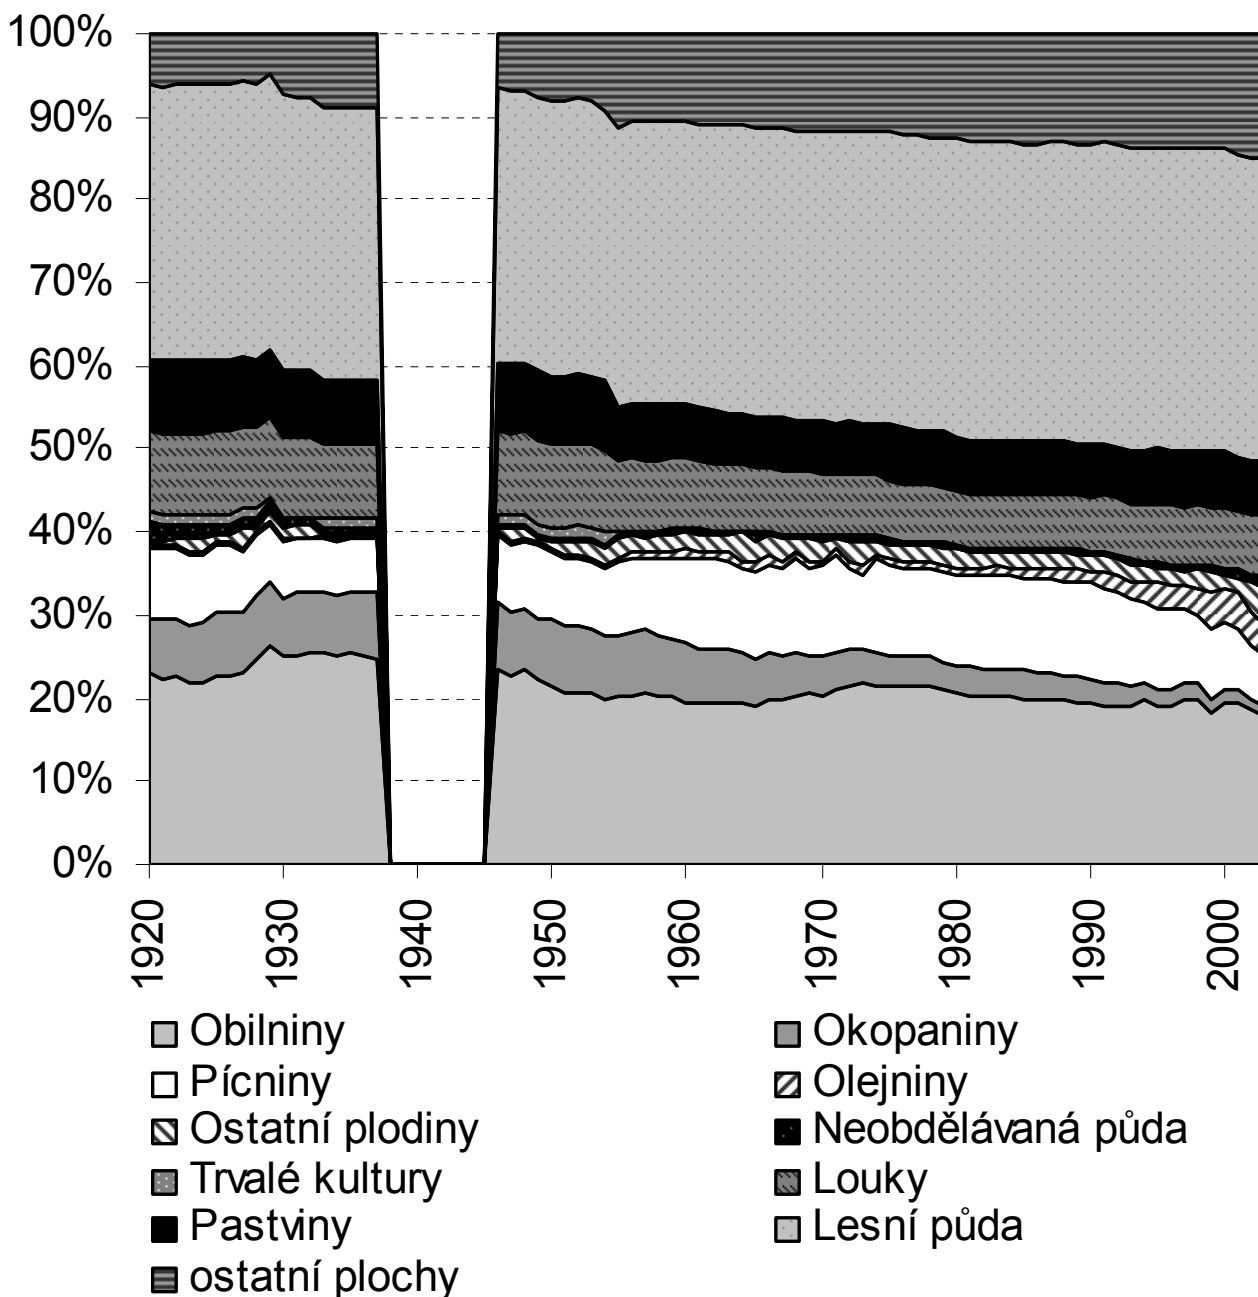 100%
90%
80%
70%
60%
50%
40%
30%
20%
10%
0%
1920
1930
1940
1950
1960
1970
1980
1990
2000
Obilniny
Okopaniny
Pícniny
Olejniny
Ostatní plodiny
Neobdělávaná půda
Trvalé kultury
Louky
Pastviny
Lesní půda
ostatní plochy